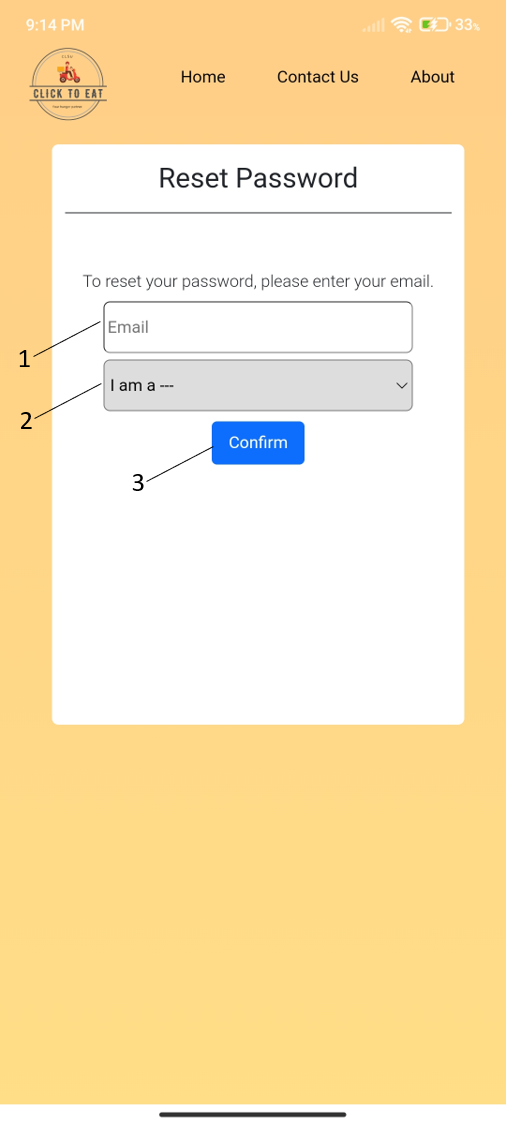 9:14 PM 33%
CLSU
CLICK TO EAT
Home Contact Us About
Reset Password
To reset your password, please enter your email.
1 Email
2 I am a ---
Confirm
3